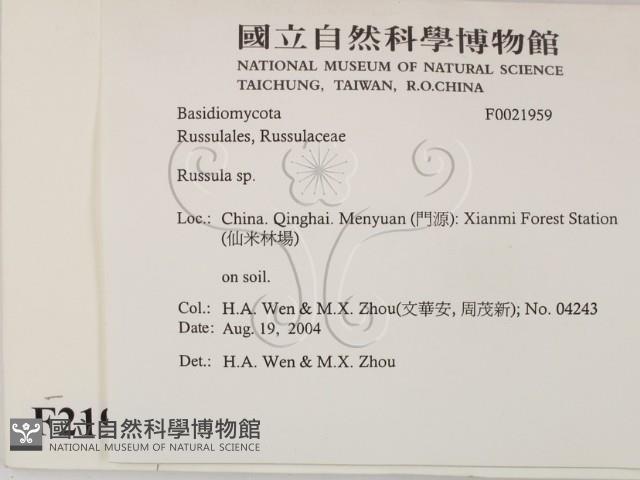 國立自然科學博物館
NATIONAL MUSEUM OF NATURAL SCIENCE
TAICHUNG, TAIWAN, R.O.CHINA
Basidiomycota F0021959
Russulales, Russulaceae
Russula sp.
Loc.: China. Qinghai. Menyuan (門源): Xianmi Forest Station
(仙米林場)
on soil.
Col.: H.A. Wen & M.X. Zhou(文華安, 周茂新); No. 04243
Date: Aug. 19, 2004
Det.: H.A. Wen & M.X. Zhou
國立自然科學博物館
NATIONAL MUSEUM OF NATURAL SCIENCE